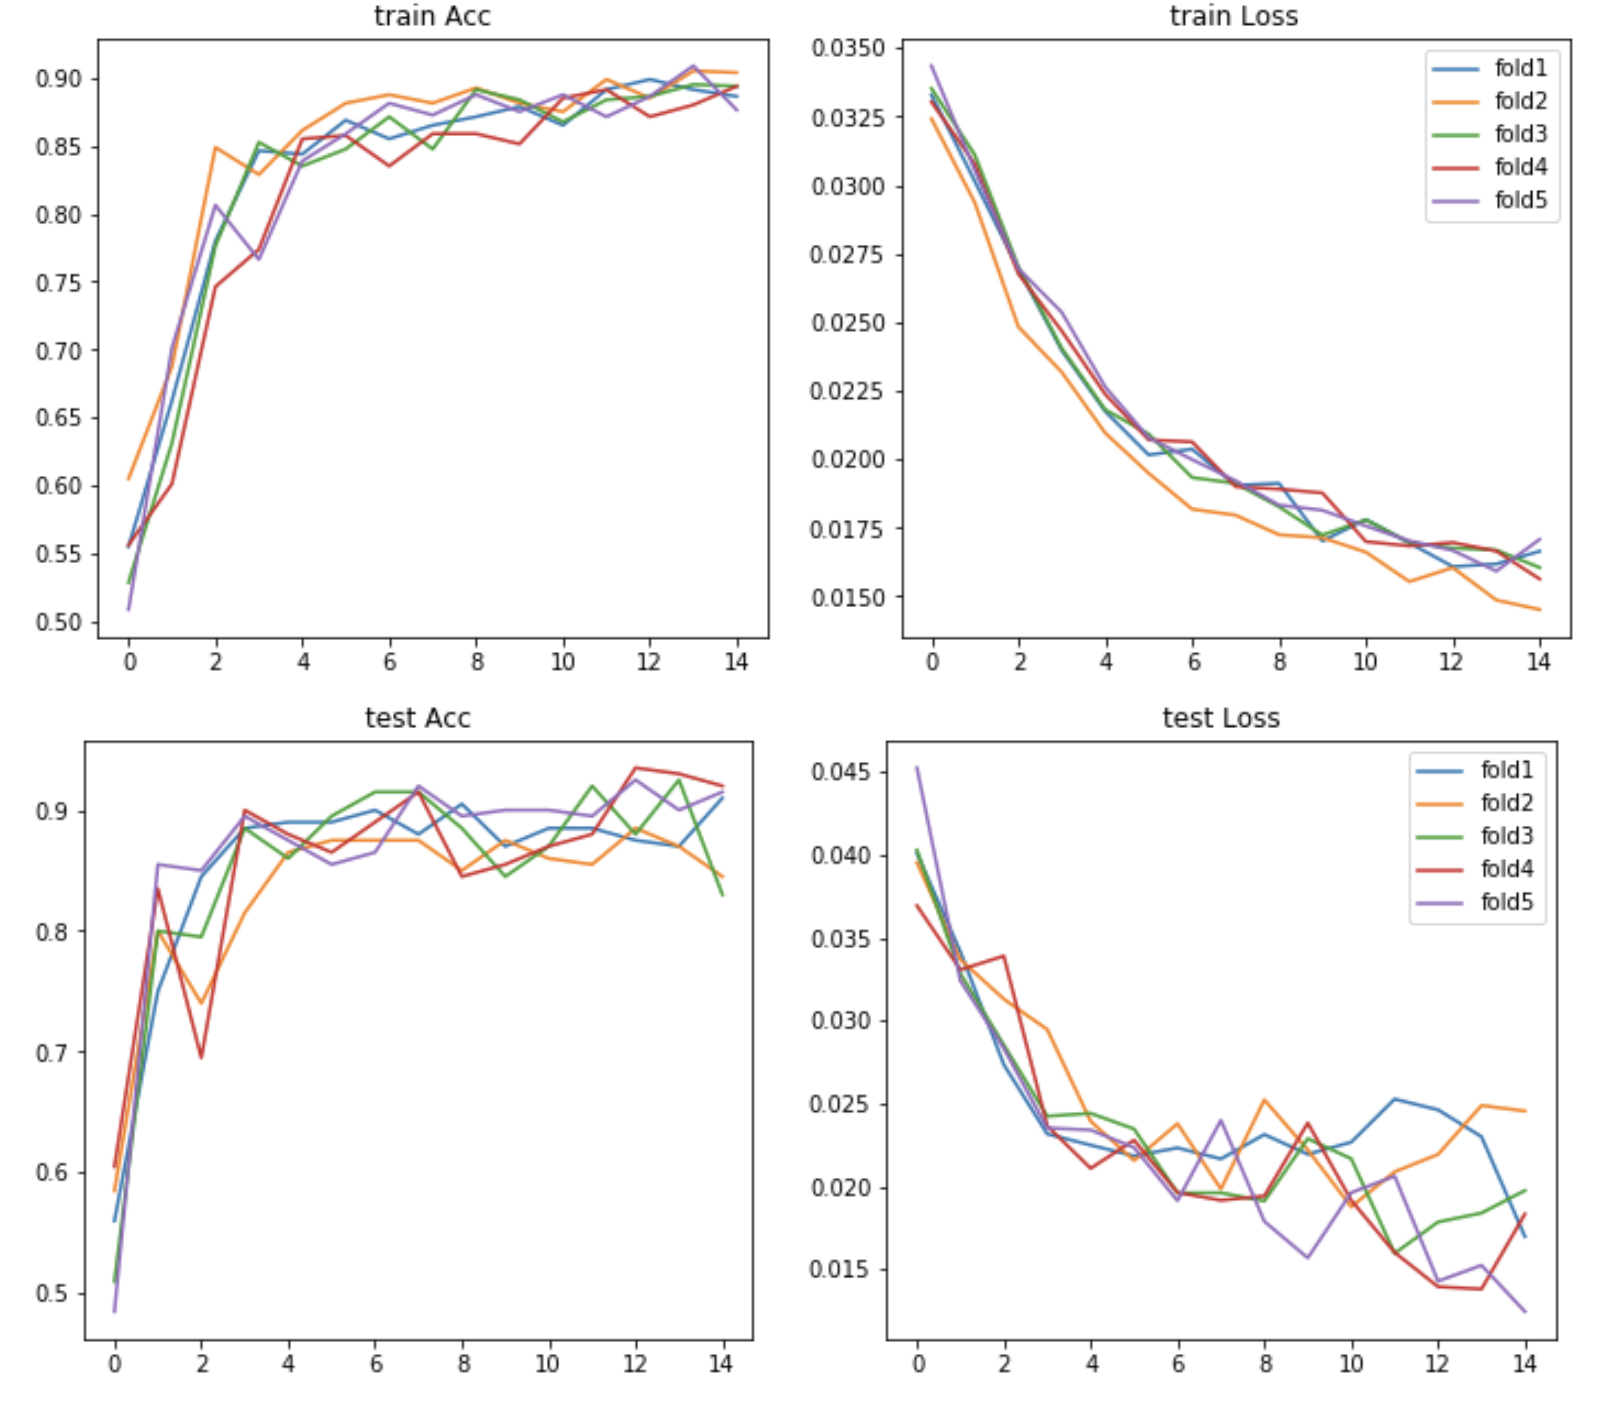 train Acc
0.90
0.85
0.80
0.75
0.70
0.65
0.60
0.55
0.50
0 2 4 6 8 10 12 14
train Loss
0.0350
0.0325
0.0300
0.0275
0.0250
0.0225
0.0200
0.0175
0.0150
0 2 4 6 8 10 12 14
fold1
fold2
fold3
fold4
fold5
test Acc
0.9
0.8
0.7
0.6
0.5
0 2 4 6 8 10 12 14
test Loss
0.045
0.040
0.035
0.030
0.025
0.020
0.015
0 2 4 6 8 10 12 14
fold1
fold2
fold3
fold4
fold5